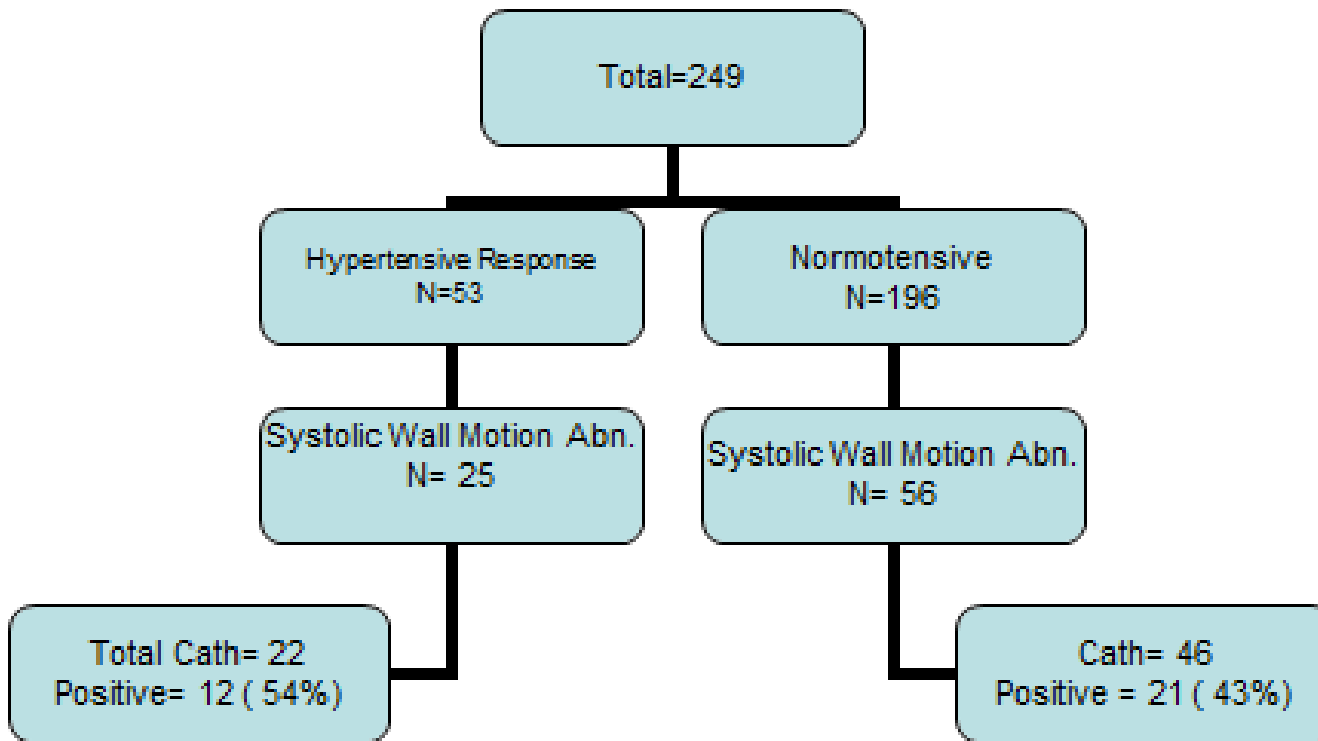 Total=249
Hypertensive Response
N=53
Normotensive
N=196
Systolic Wall Motion Abn.
N= 25
Systolic Wall Motion Abn.
N= 56
Total Cath= 22
Positive= 12 ( 54%)
Cath= 46
Positive = 21 ( 43%)